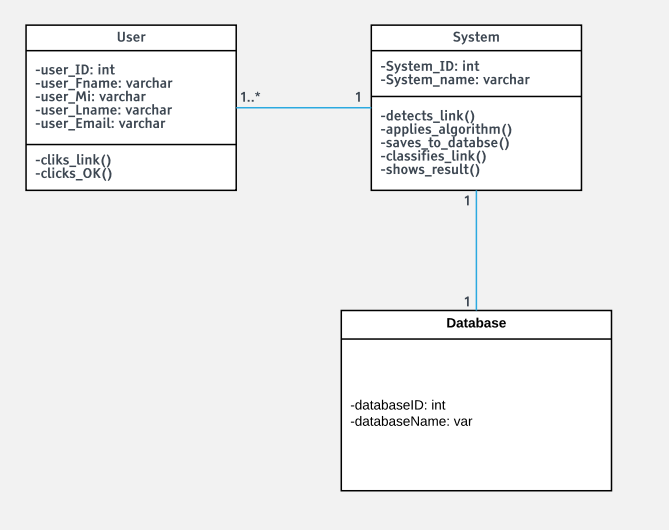 User
-user_ID: int
-user_Fname: varchar
-user_Mi: varchar
-user_Lname: varchar
-user_Email: varchar
-cliks_link()
-clicks_OK()
1..*
1
System
-System_ID: int
-System_name: varchar
-detects_link()
-applies_algorithm()
-saves_to_databse()
-classifies_link()
-shows_result()
1
1
Database
-databaseID: int
-databaseName: var